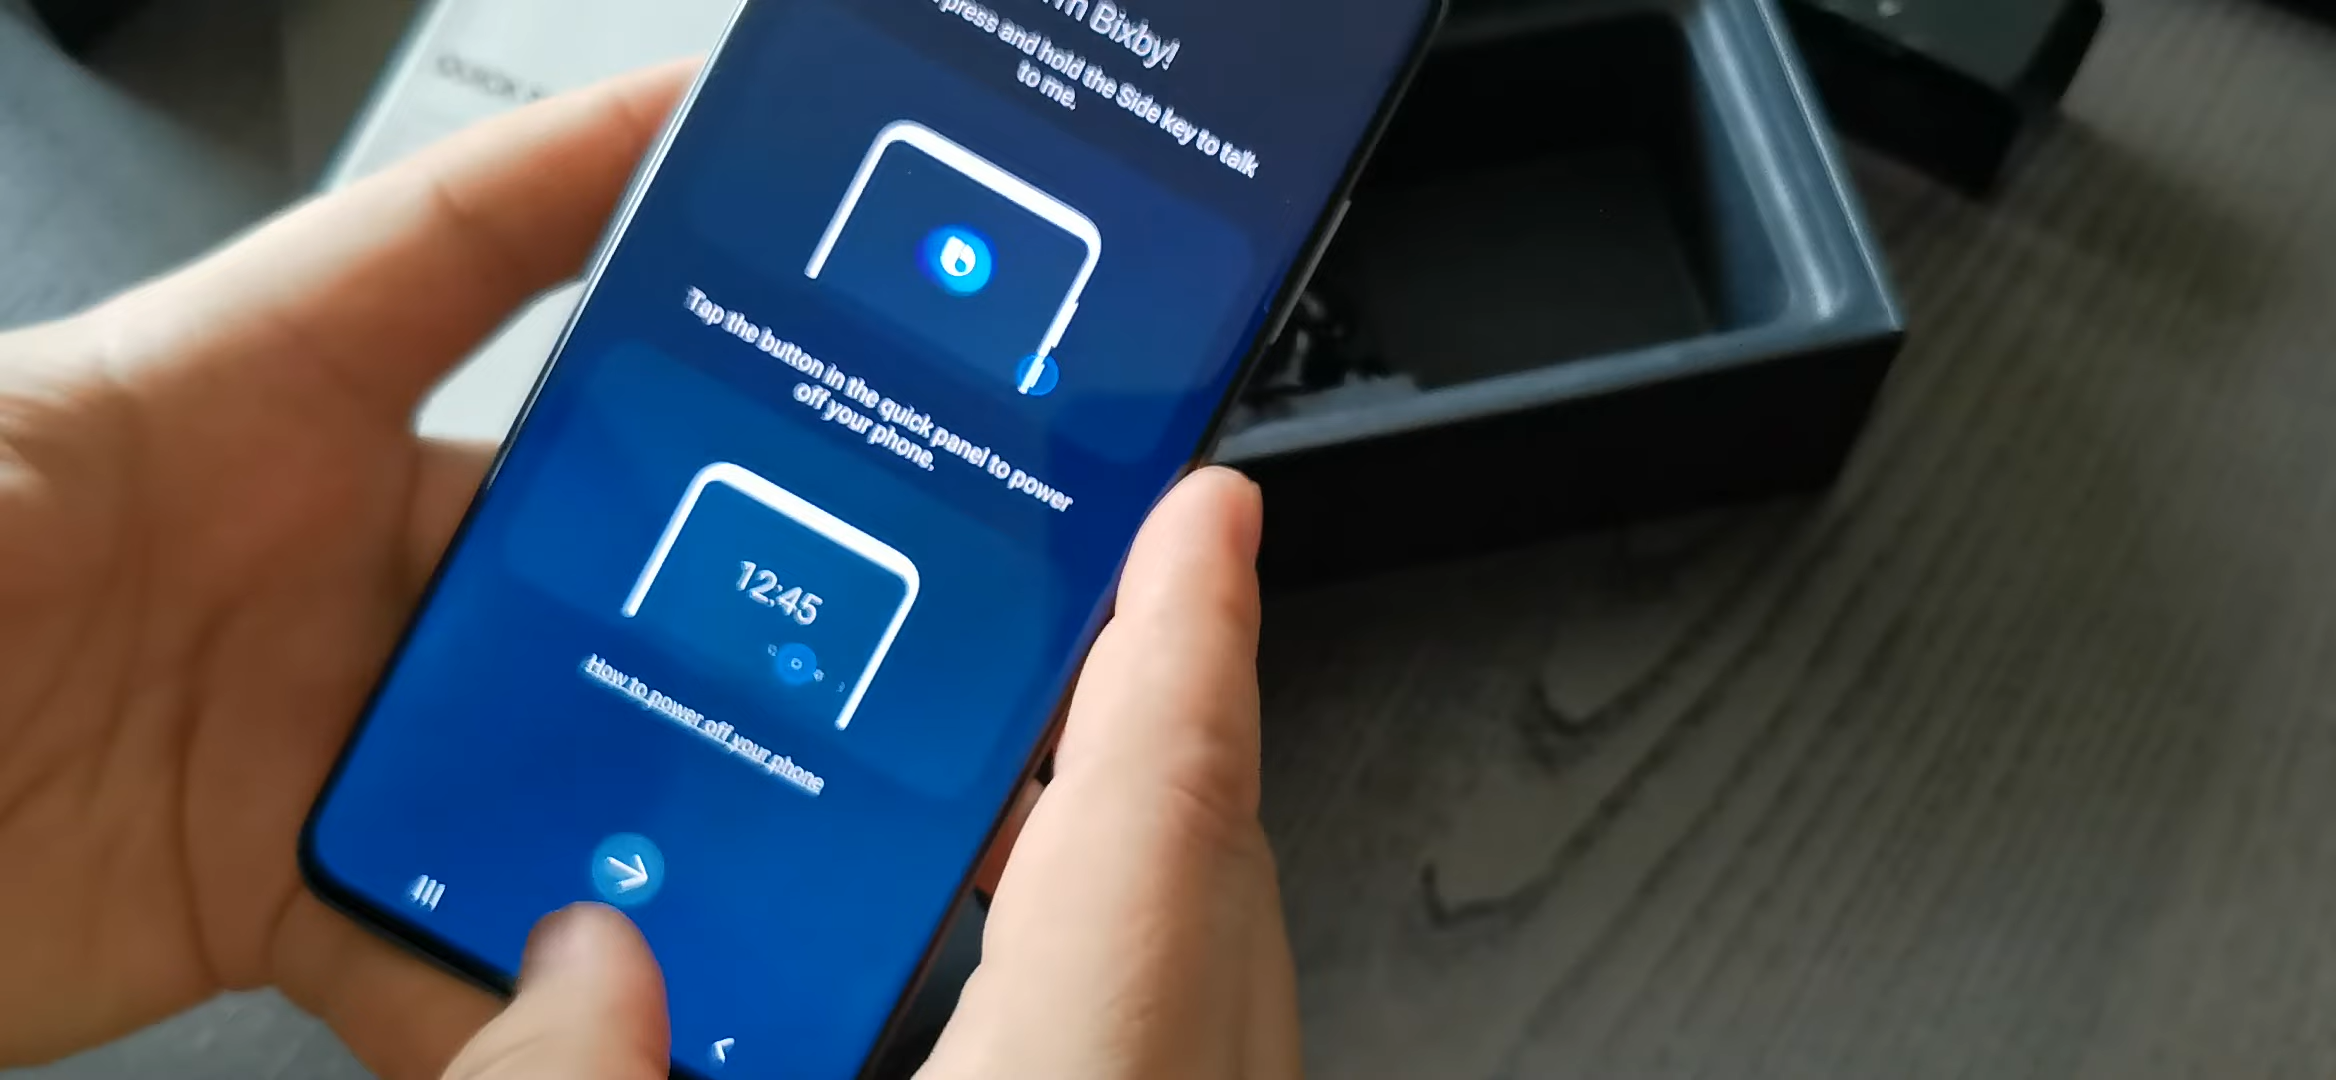 I'm Bixby!
press and hold the Side key to talk
to me.
Tap the button in the quick panel to power
off your phone.
12:45
How to power off your phone
QUICK